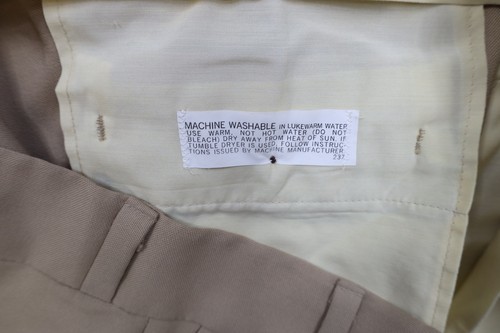 MACHINE WASHABLE IN LUKEWARM WATER.
USE WARM, NOT HOT WATER (DO NOT
BLEACH) DRY AWAY FROM HEAT OF SUN. IF
TUMBLE DRYER IS USED, FOLLOW INSTRUC-
TIONS ISSUED BY MACHINE MANUFACTURER.
237